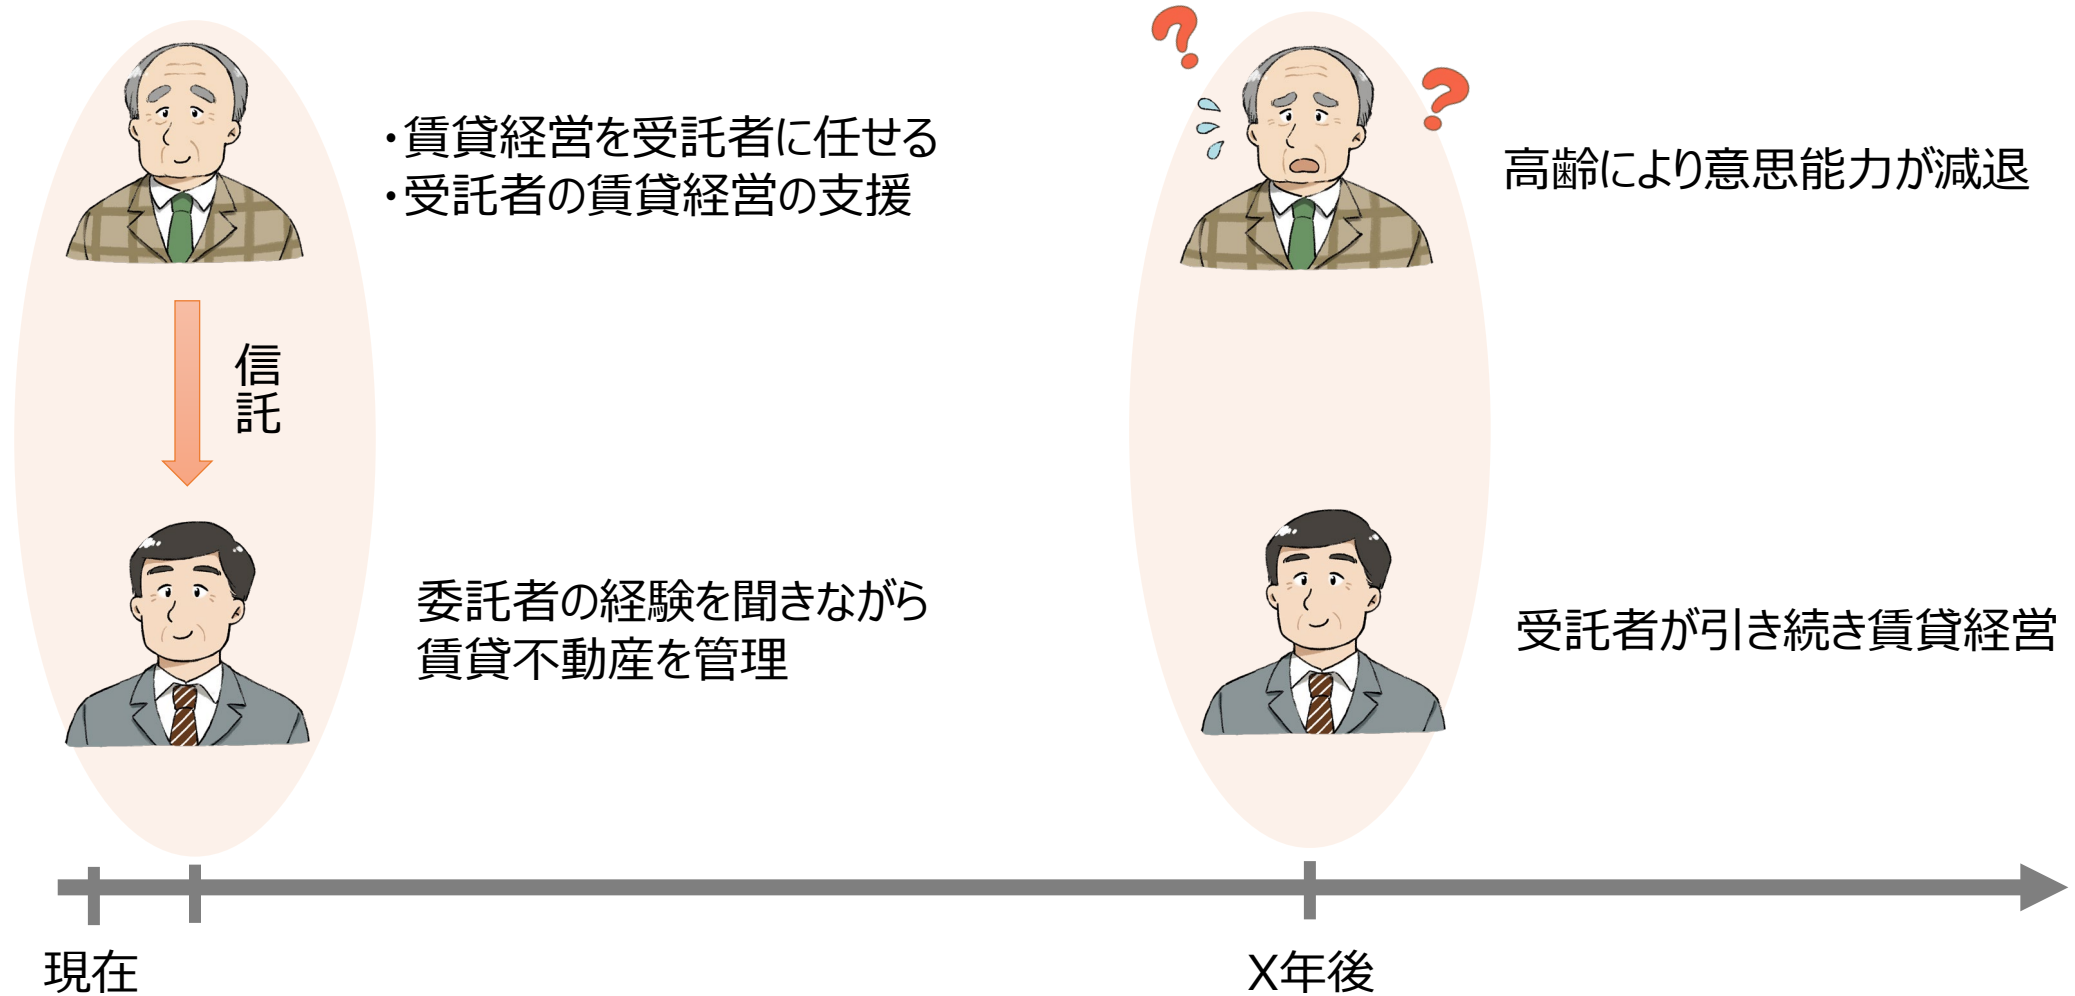 ・賃貸経営を受託者に任せる
・受託者の賃貸経営の支援
信託
委託者の経験を聞きながら
賃貸不動産を管理
高齢により意思能力が減退
受託者が引き続き賃貸経営
現在
X年後